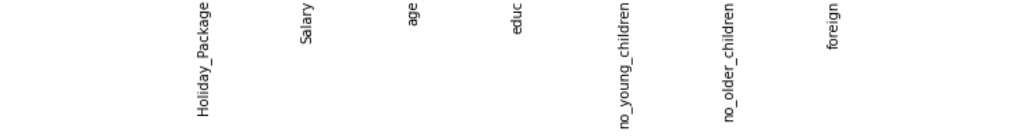 Holiday_Package
Salary
age
educ
no_young_children
no_older_children
foreign